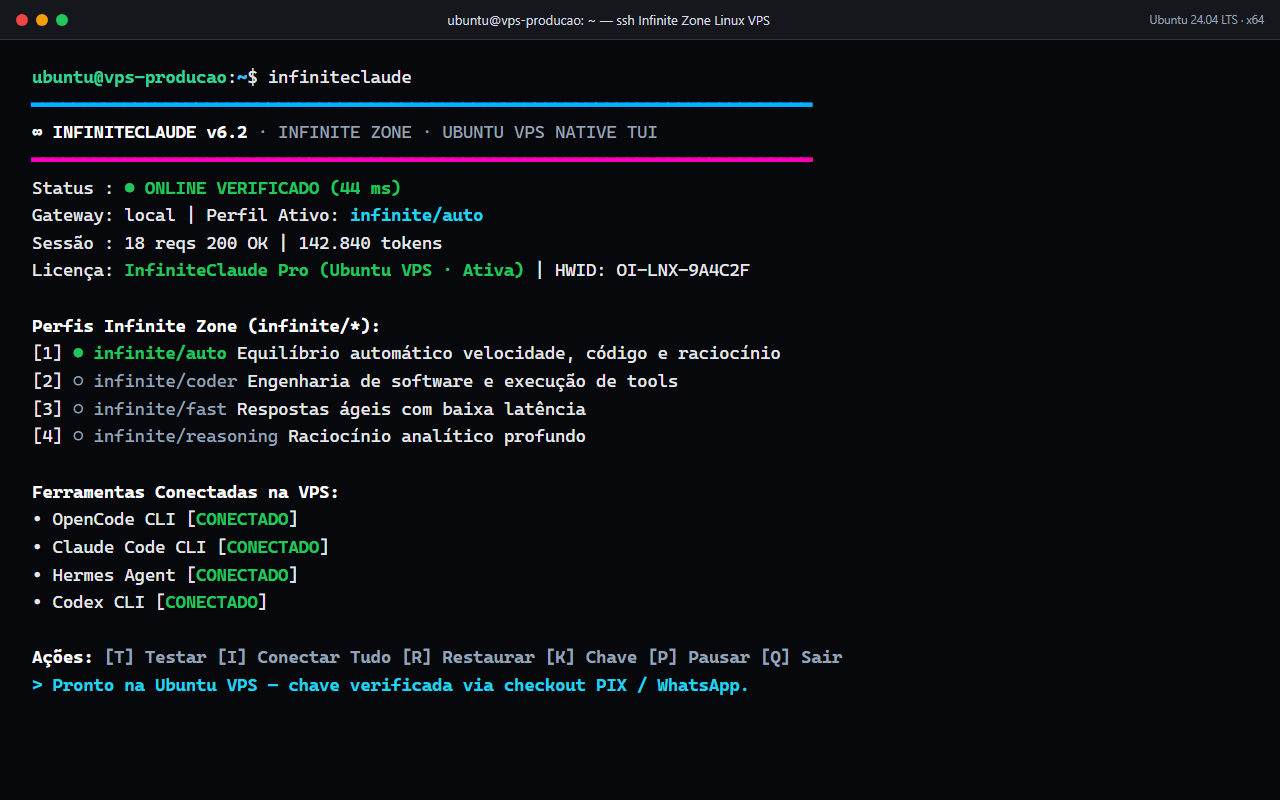 ubuntu@vps-producao: ~ — ssh Infinite Zone Linux VPS
Ubuntu 24.04 LTS · x64
ubuntu@vps-producao:~$ infiniteclaude
∞ INFINITECLAUDE v6.2 · INFINITE ZONE · UBUNTU VPS NATIVE TUI
Status : ● ONLINE VERIFICADO (44 ms)
Gateway: local | Perfil Ativo: infinite/auto
Sessão : 18 reqs 200 OK | 142.840 tokens
Licença: InfiniteClaude Pro (Ubuntu VPS · Ativa) | HWID: OI-LNX-9A4C2F
Perfis Infinite Zone (infinite/*):
[1] ● infinite/auto Equilíbrio automático velocidade, código e raciocínio
[2] ○ infinite/coder Engenharia de software e execução de tools
[3] ○ infinite/fast Respostas ágeis com baixa latência
[4] ○ infinite/reasoning Raciocínio analítico profundo
Ferramentas Conectadas na VPS:
• OpenCode CLI [CONECTADO]
• Claude Code CLI [CONECTADO]
• Hermes Agent [CONECTADO]
• Codex CLI [CONECTADO]
Ações: [T] Testar [I] Conectar Tudo [R] Restaurar [K] Chave [P] Pausar [Q] Sair
> Pronto na Ubuntu VPS — chave verificada via checkout PIX / WhatsApp.